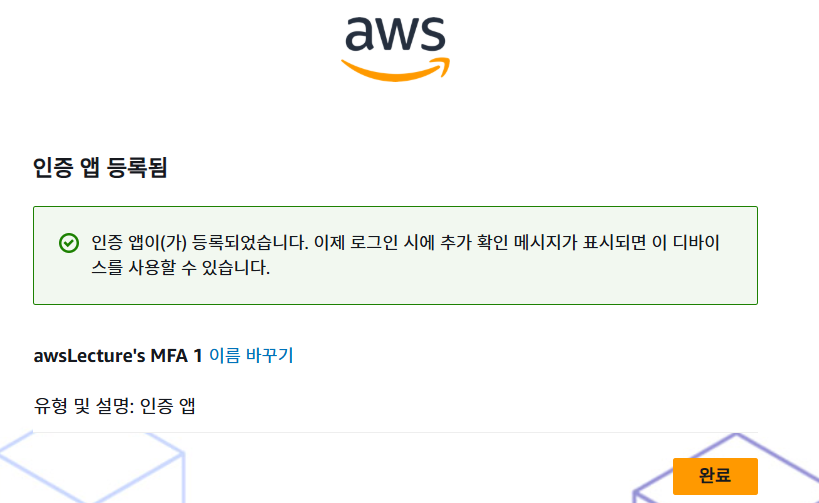 aws
인증 앱 등록됨
인증 앱이(가) 등록되었습니다. 이제 로그인 시에 추가 확인 메시지가 표시되면 이 디바이
스를 사용할 수 있습니다.
awsLecture's MFA 1 이름 바꾸기
유형 및 설명: 인증 앱
완료